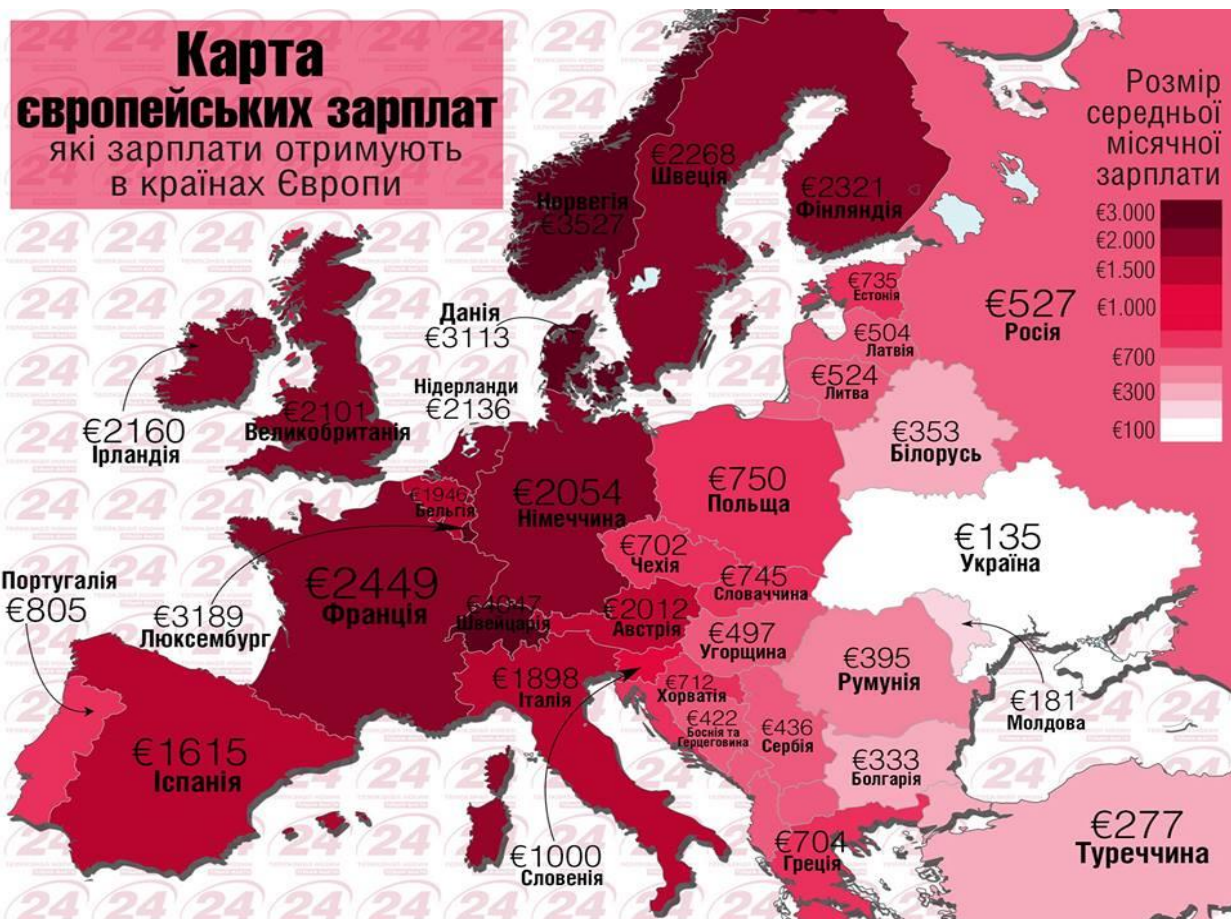 Карта
європейських зарплат
які зарплати отримують
в країнах Європи
Розмір
середньої
місячної
зарплати
€3.000
€2.000
€1.500
€1.000
€700
€300
€100
€2268
Швеція
€2321
Фінляндія
Норвегія
€3527
€735
Естонія
€527
Росія
Данія
€3113
€504
Латвія
€524
Литва
Нідерланди
€2136
€2160
Ірландія
€2101
Великобританія
€353
Білорусь
€750
Польща
€1946
Бельгія
€2054
Німеччина
€135
Україна
€702
Чехія
€745
Словаччина
Португалія
€805
€3189
Люксембург
€2449
Франція
€4047
Швейцарія
€2012
Австрія
€497
Угорщина
€395
Румунія
€181
Молдова
€1898
Італія
€712
Хорватія
€422
Боснія та
Герцеговина
€436
Сербія
€333
Болгарія
€1615
Іспанія
€1000
Словенія
€704
Греція
€277
Туреччина
24